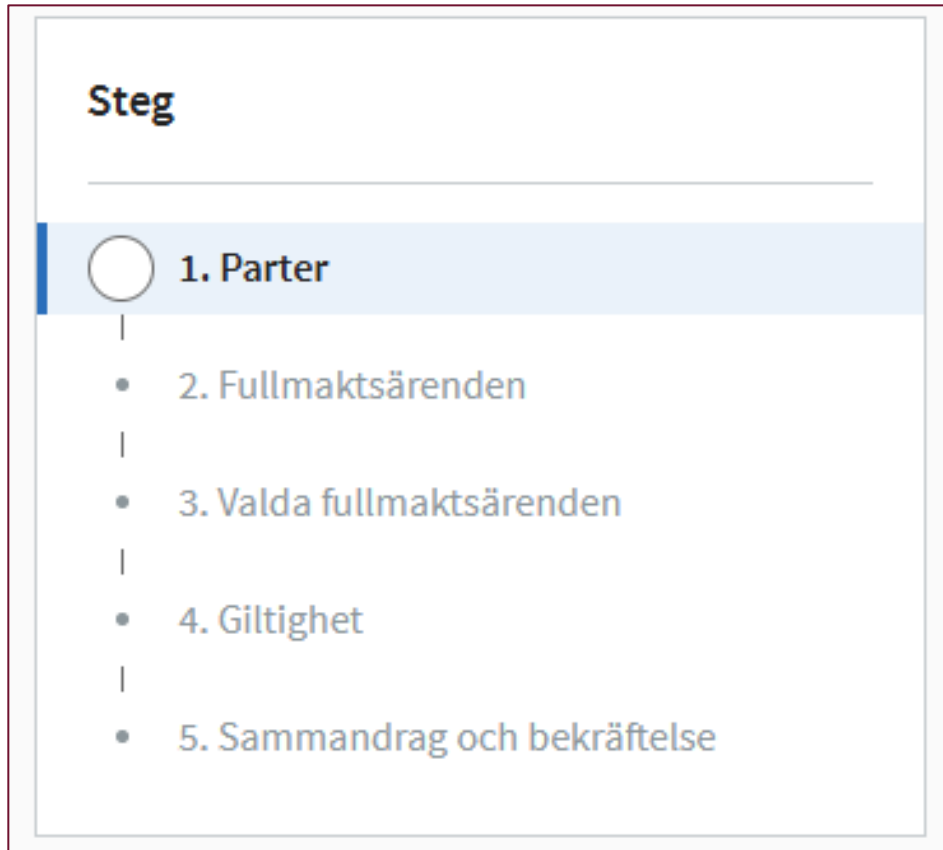 Steg
1. Parter
2. Fullmaktsärenden
3. Valda fullmaktsärenden
4. Giltighet
5. Sammandrag och bekräftelse